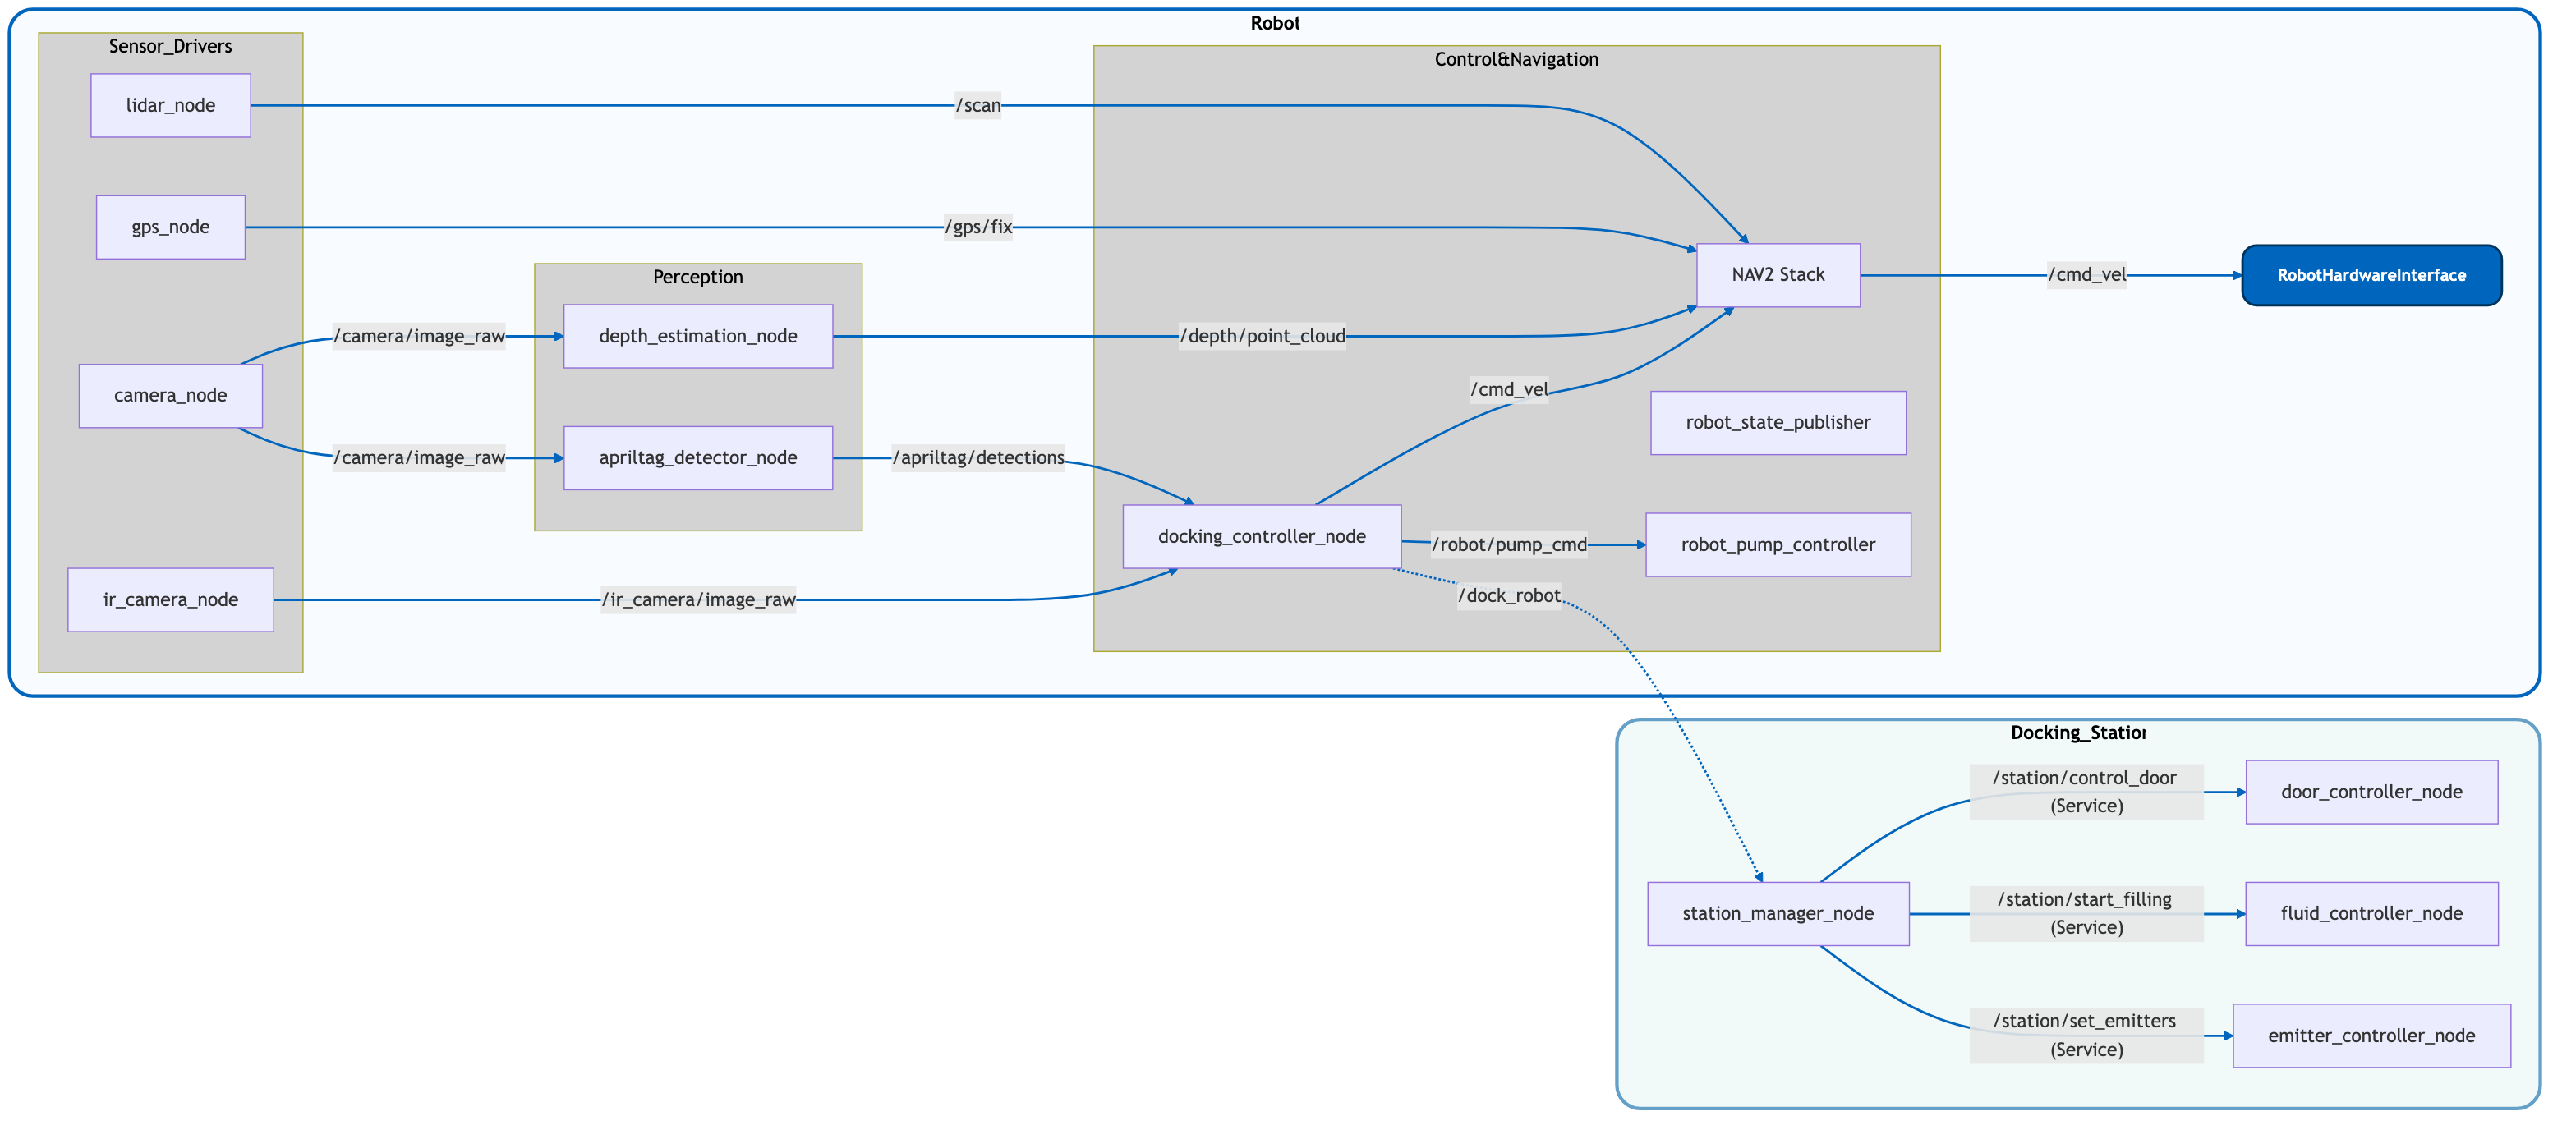 Robot
Sensor_Drivers
lidar_node
gps_node
camera_node
ir_camera_node
/scan
/gps/fix
/camera/image_raw
/camera/image_raw
/ir_camera/image_raw
Perception
depth_estimation_node
apriltag_detector_node
/depth/point_cloud
/apriltag/detections
Control&Navigation
NAV2 Stack
/cmd_vel
robot_state_publisher
docking_controller_node
/robot/pump_cmd
robot_pump_controller
/dock_robot
/cmd_vel
RobotHardwareInterface
Docking_Station
station_manager_node
/station/control_door
(Service)
door_controller_node
/station/start_filling
(Service)
fluid_controller_node
/station/set_emitters
(Service)
emitter_controller_node